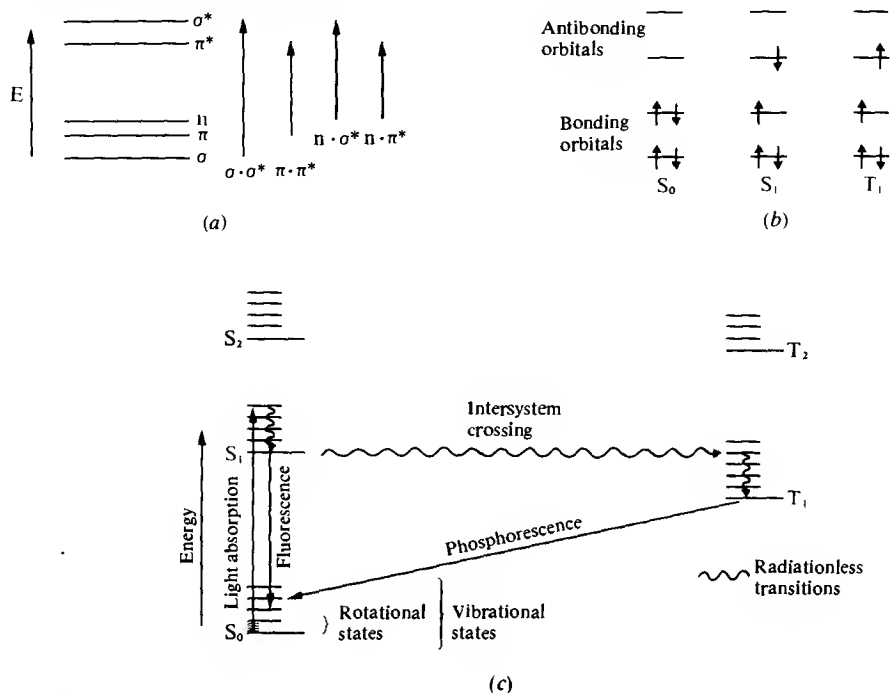 σ*
π*
E
n
π
σ
σ · σ*
π · π*
n · σ*
n · π*
(a)
Antibonding
orbitals
Bonding
orbitals
S₀
S₁
T₁
(b)
S₂
T₂
Intersystem
crossing
S₁
T₁
Energy
Light absorption
Fluorescence
Phosphorescence
Radiationless
transitions
Rotational
states
Vibrational
states
S₀
(c)